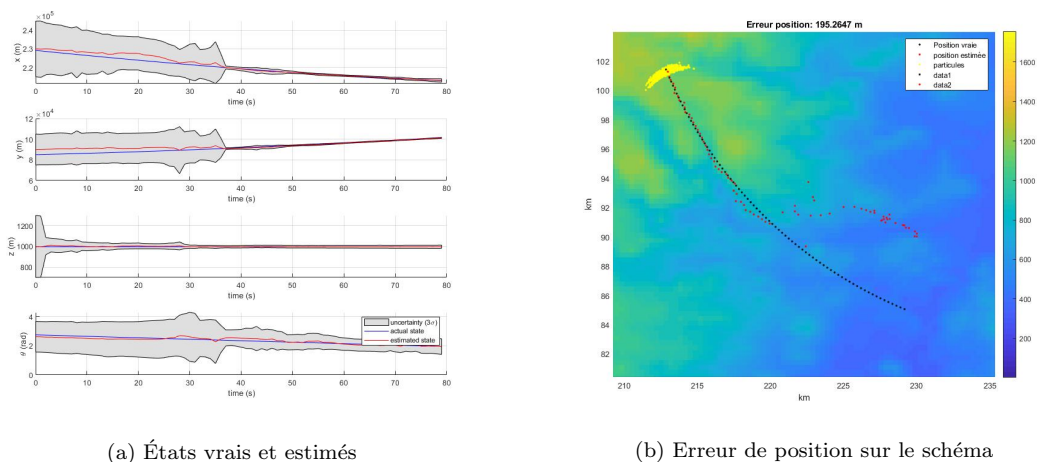 ×10⁵
2.4
2.3
2.2
x (m)
0 10 20 30 40 50 60 70 80
time (s)
×10⁴
12
10
8
6
y (m)
0 10 20 30 40 50 60 70 80
time (s)
1200
1000
800
z (m)
0 10 20 30 40 50 60 70 80
time (s)
4
2
0
θ (rad)
uncertainty (3σ)
actual state
estimated state
0 10 20 30 40 50 60 70 80
time (s)
(a) États vrais et estimés
Erreur position: 195.2647 m
Position vraie
position estimée
particules
data1
data2
102
100
98
96
94
92
90
88
86
84
82
210 215 220 225 230 235
km
1600
1400
1200
1000
800
600
400
200
(b) Erreur de position sur le schéma